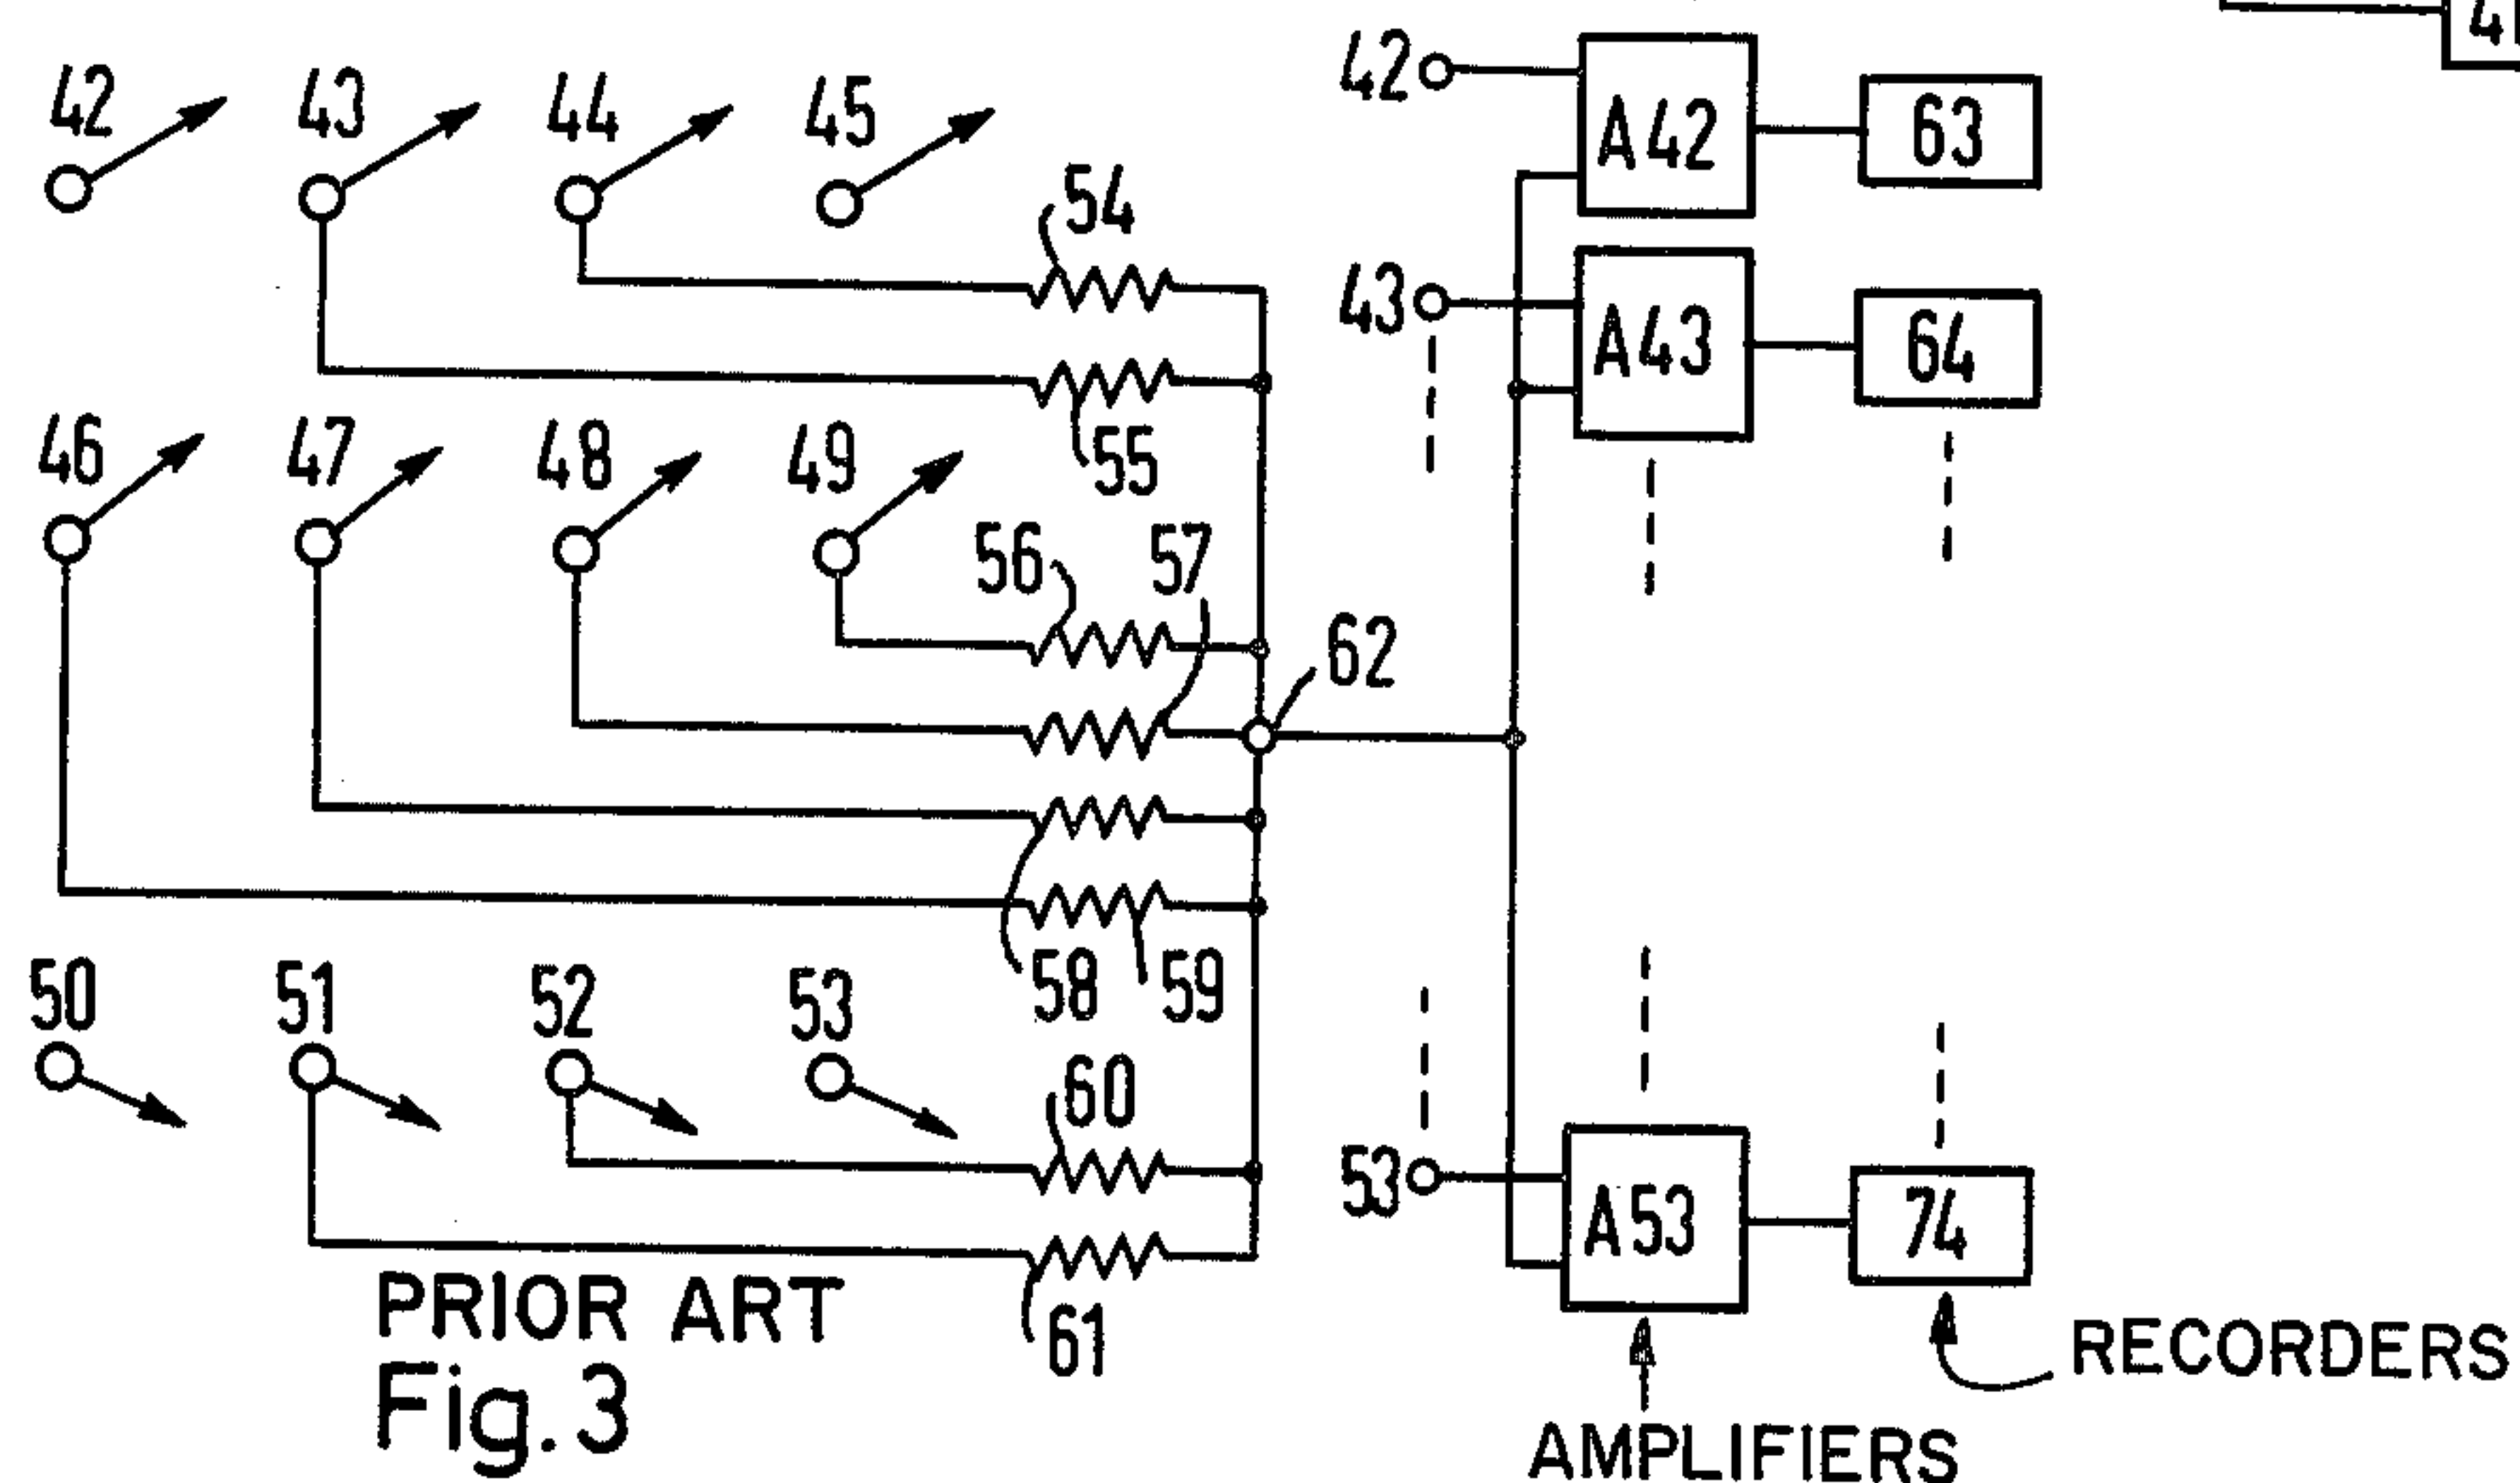 42 43 44 45
54
55
46 47 48 49
56 57
62
58 59
50 51 52 53
60
61
42 A42 63
43 A43 64
53 A53 74
RECORDERS
AMPLIFIERS
PRIOR ART
Fig. 3